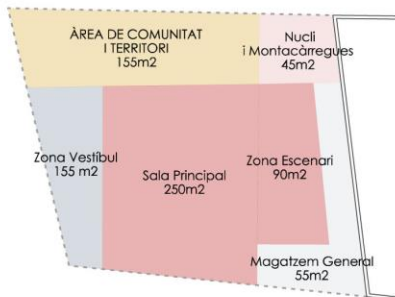 ÀREA DE COMUNITAT
I TERRITORI
155m2
Nucli
i Montacàrregues
45m2
Zona Vestíbul
155 m2
Sala Principal
250m2
Zona Escenari
90m2
Magatzem General
55m2